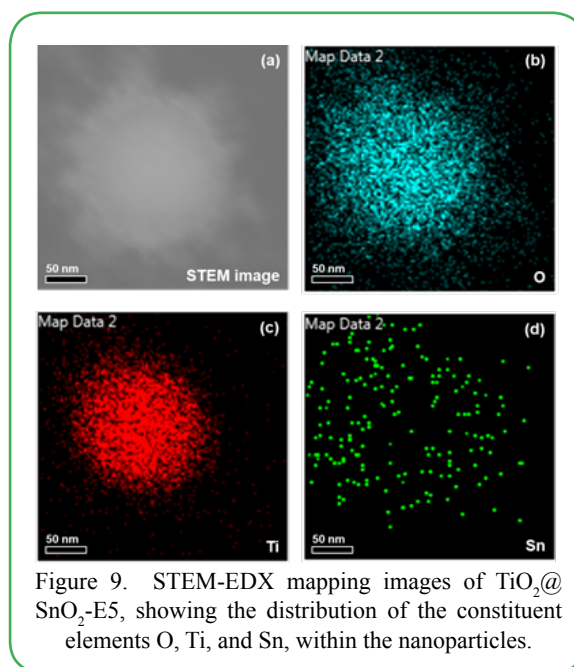 (a)
50 nm
STEM image
Map Data 2
(b)
50 nm
O
Map Data 2
(c)
50 nm
Ti
Map Data 2
(d)
50 nm
Sn
Figure 9. STEM-EDX mapping images of TiO₂@
SnO₂-E5, showing the distribution of the constituent
elements O, Ti, and Sn, within the nanoparticles.